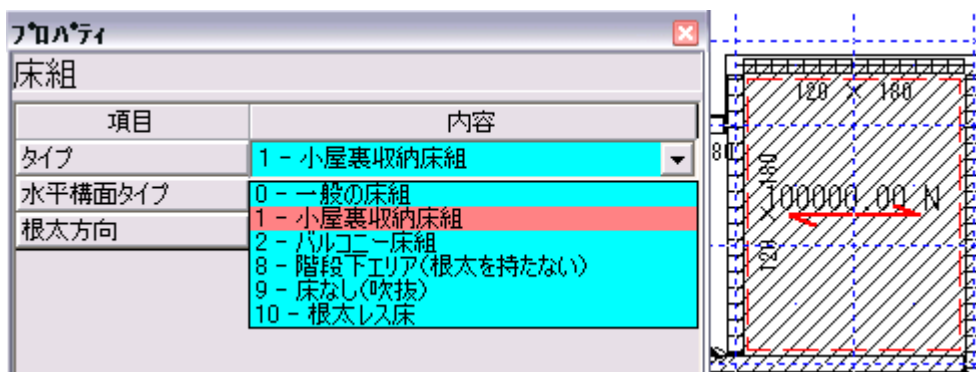 プロパティ
床組
項目 内容
タイプ 1 - 小屋裏収納床組
水平構面タイプ
根太方向
0 - 一般の床組
1 - 小屋裏収納床組
2 - バルコニー床組
8 - 階段下エリア(根太を持たない)
9 - 床なし(吹抜)
10 - 根太レス床
120 × 180
120 × 180
100000.00 N